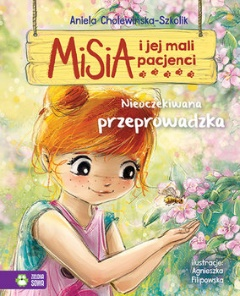 Aniela Cholewińska-Szkolik
MiSiA i jej mali
pacjenci
Nieoczekiwana
przeprowadzka
ZIELONA
SOWA
ilustracje:
Agnieszka
Filipowska